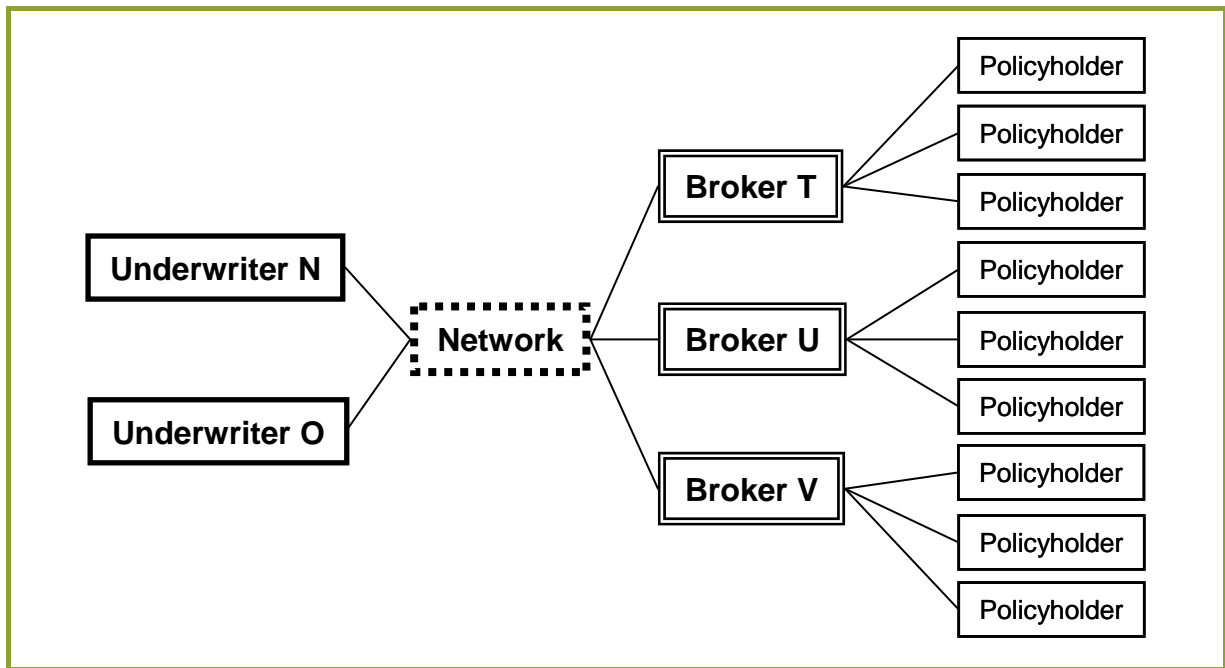 Underwriter N
Underwriter O
Network
Broker T
Broker U
Broker V
Policyholder
Policyholder
Policyholder
Policyholder
Policyholder
Policyholder
Policyholder
Policyholder
Policyholder